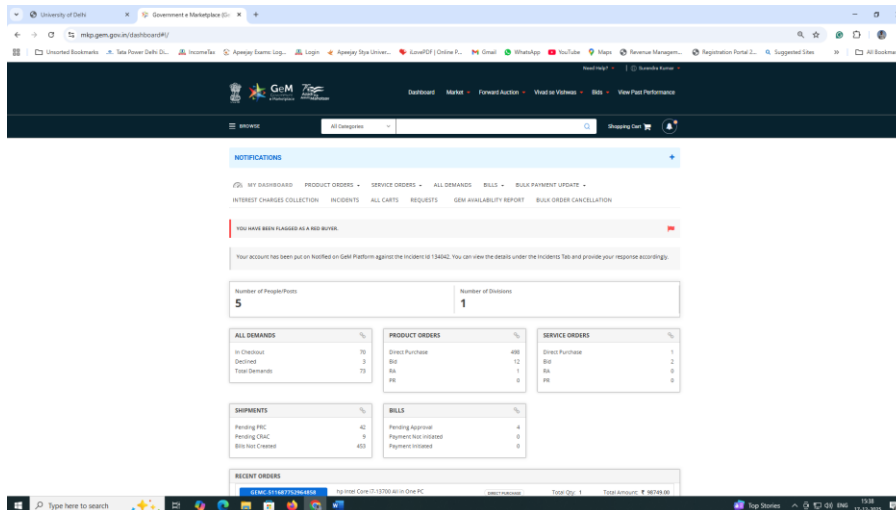 University of Delhi
Government e Marketplace (Ge
mkp.gem.gov.in/dashboard#!/
Unsorted Bookmarks Tata Power Delhi Di... IncomeTax Apeejay Exams: Log... Login Apeejay Stya Univer... iLovePDF | Online P... Gmail WhatsApp YouTube Maps Revenue Managem... Registration Portal 2... Suggested Sites » All Bookmar
Need Help? Surendra Kumar
GeM
Government
e Marketplace
Dashboard Market Forward Auction Vivad se Vishwas Bids View Past Performance
BROWSE All Categories Shopping Cart
NOTIFICATIONS +
MY DASHBOARD PRODUCT ORDERS SERVICE ORDERS ALL DEMANDS BILLS BULK PAYMENT UPDATE
INTEREST CHARGES COLLECTION INCIDENTS ALL CARTS REQUESTS GEM AVAILABILITY REPORT BULK ORDER CANCELLATION
YOU HAVE BEEN FLAGGED AS A RED BUYER.
Your account has been put on Notified on GeM Platform against the Incident Id 134042. You can view the details under the Incidents Tab and provide your response accordingly.
Number of People/Posts Number of Divisions
5 1
ALL DEMANDS
In Checkout 70
Declined 3
Total Demands 73
PRODUCT ORDERS
Direct Purchase 498
Bid 12
RA 1
PR 0
SERVICE ORDERS
Direct Purchase 1
Bid 2
RA 0
PR 0
SHIPMENTS
Pending PRC 42
Pending CRAC 9
Bills Not Created 453
BILLS
Pending Approval 4
Payment Not Initiated 0
Payment Initiated 0
RECENT ORDERS
GEMC-511687752964858 hp Intel Core i7-13700 All in One PC DIRECT PURCHASE Total Qty: 1 Total Amount: ₹ 98749.00
Type here to search Top Stories ENG 15:38
17-12-2025